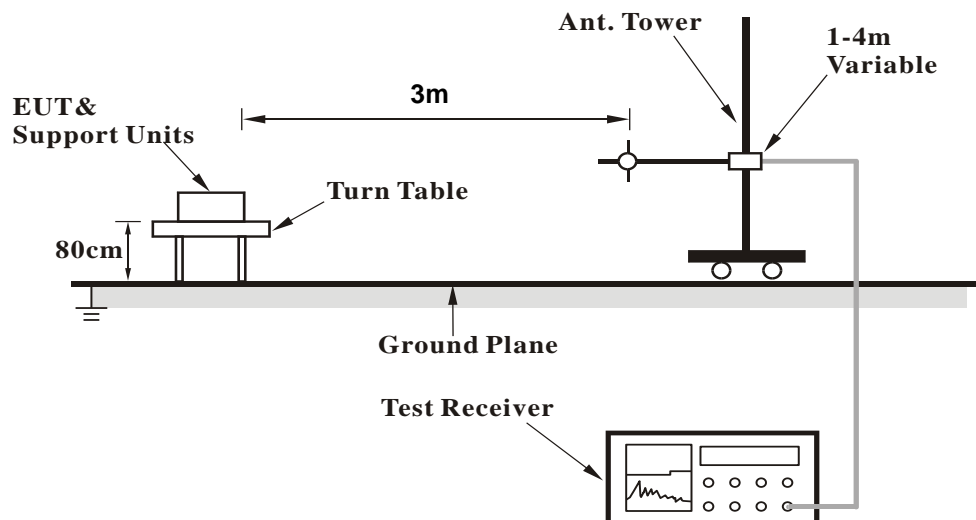 Ant. Tower
1-4m
Variable
3m
EUT&
Support Units
Turn Table
80cm
Ground Plane
Test Receiver